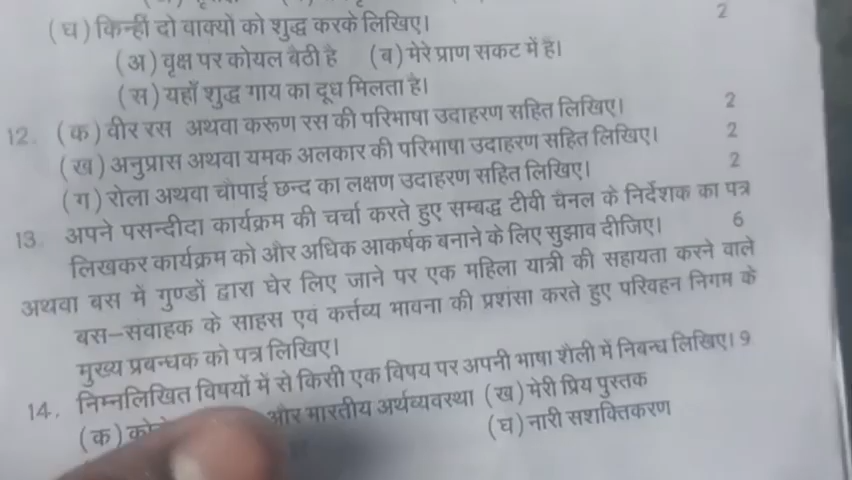 (घ) किन्हीं दो वाक्यों को शुद्ध करके लिखिए। 2
(अ) वृक्ष पर कोयल बैठी है (ब) मेरे प्राण सकट में है।
(स) यहाँ शुद्ध गाय का दूध मिलता है।
12. (क) वीर रस अथवा करूण रस की परिभाषा उदाहरण सहित लिखिए। 2
(ख) अनुप्रास अथवा यमक अलकार की परिभाषा उदाहरण सहित लिखिए। 2
(ग) रोला अथवा चौपाई छन्द का लक्षण उदाहरण सहित लिखिए। 2
13. अपने पसन्दीदा कार्यक्रम की चर्चा करते हुए सम्बद्ध टीवी चैनल के निर्देशक का पत्र
लिखकर कार्यक्रम को और अधिक आकर्षक बनाने के लिए सुझाव दीजिए। 6
अथवा बस में गुण्डों द्वारा घेर लिए जाने पर एक महिला यात्री की सहायता करने वाले
बस-सवाहक के साहस एवं कर्त्तव्य भावना की प्रशसा करते हुए परिवहन निगम के
मुख्य प्रबन्धक को पत्र लिखिए।
14. निम्नलिखित विषयों में से किसी एक विषय पर अपनी भाषा शैली में निबन्ध लिखिए। 9
(क) और भारतीय अर्थव्यवस्था (ख) मेरी प्रिय पुस्तक
(घ) नारी सशक्तिकरण